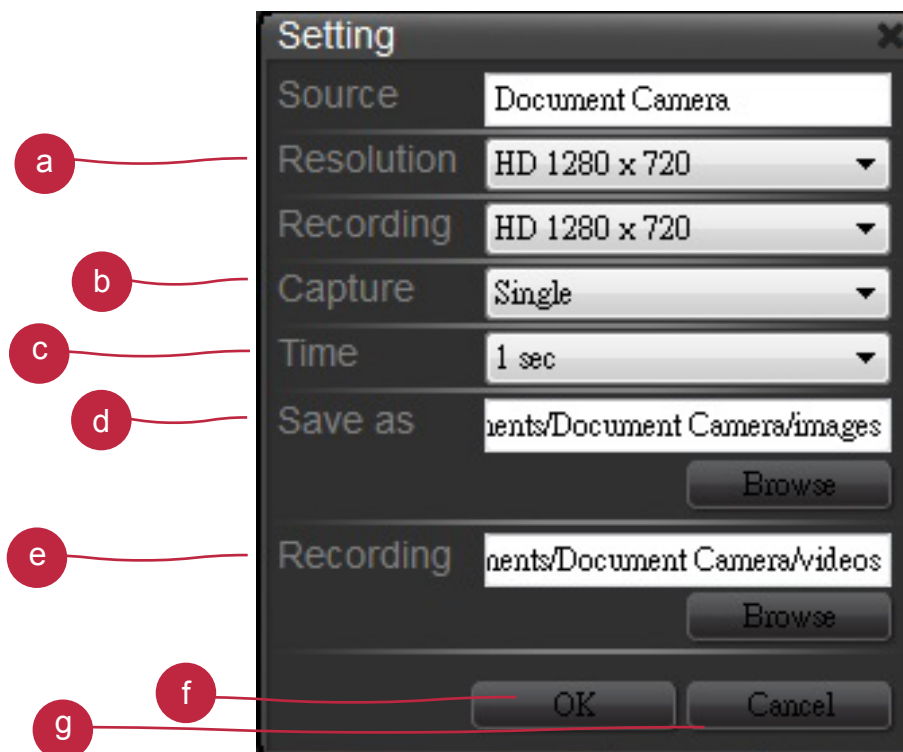 Setting
Source Document Camera
a Resolution HD 1280 x 720
Recording HD 1280 x 720
b Capture Single
c Time 1 sec
d Save as nents/Document Camera/images
Browse
e Recording nents/Document Camera/videos
Browse
f OK Cancel
g